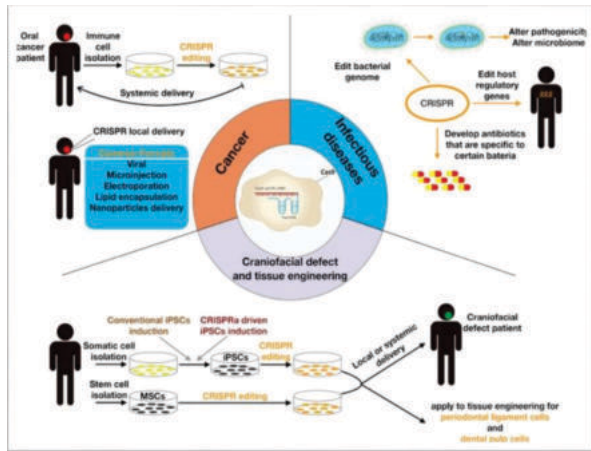 Oral
cancer
patient
Immune
cell
isolation
CRISPR
editing
Systemic delivery
CRISPR local delivery
Viral
Microinjection
Electroporation
Lipid encapsulation
Nanoparticles delivery
Cancer
Infectious
diseases
Craniofacial defect
and tissue engineering
Cas9
Edit bacterial
genome
Alter pathogenicity
Alter microbiome
CRISPR
Edit host
regulatory
genes
Develop antibiotics
that are specific to
certain bateria
Conventional iPSCs
induction
CRISPRa driven
iPSCs induction
Somatic cell
isolation
iPSCs
CRISPR
editing
Stem cell
isolation
MSCs
CRISPR editing
Local or systemic
delivery
Craniofacial
defect patient
apply to tissue engineering for
periodontal ligament cells
and
dental pulp cells